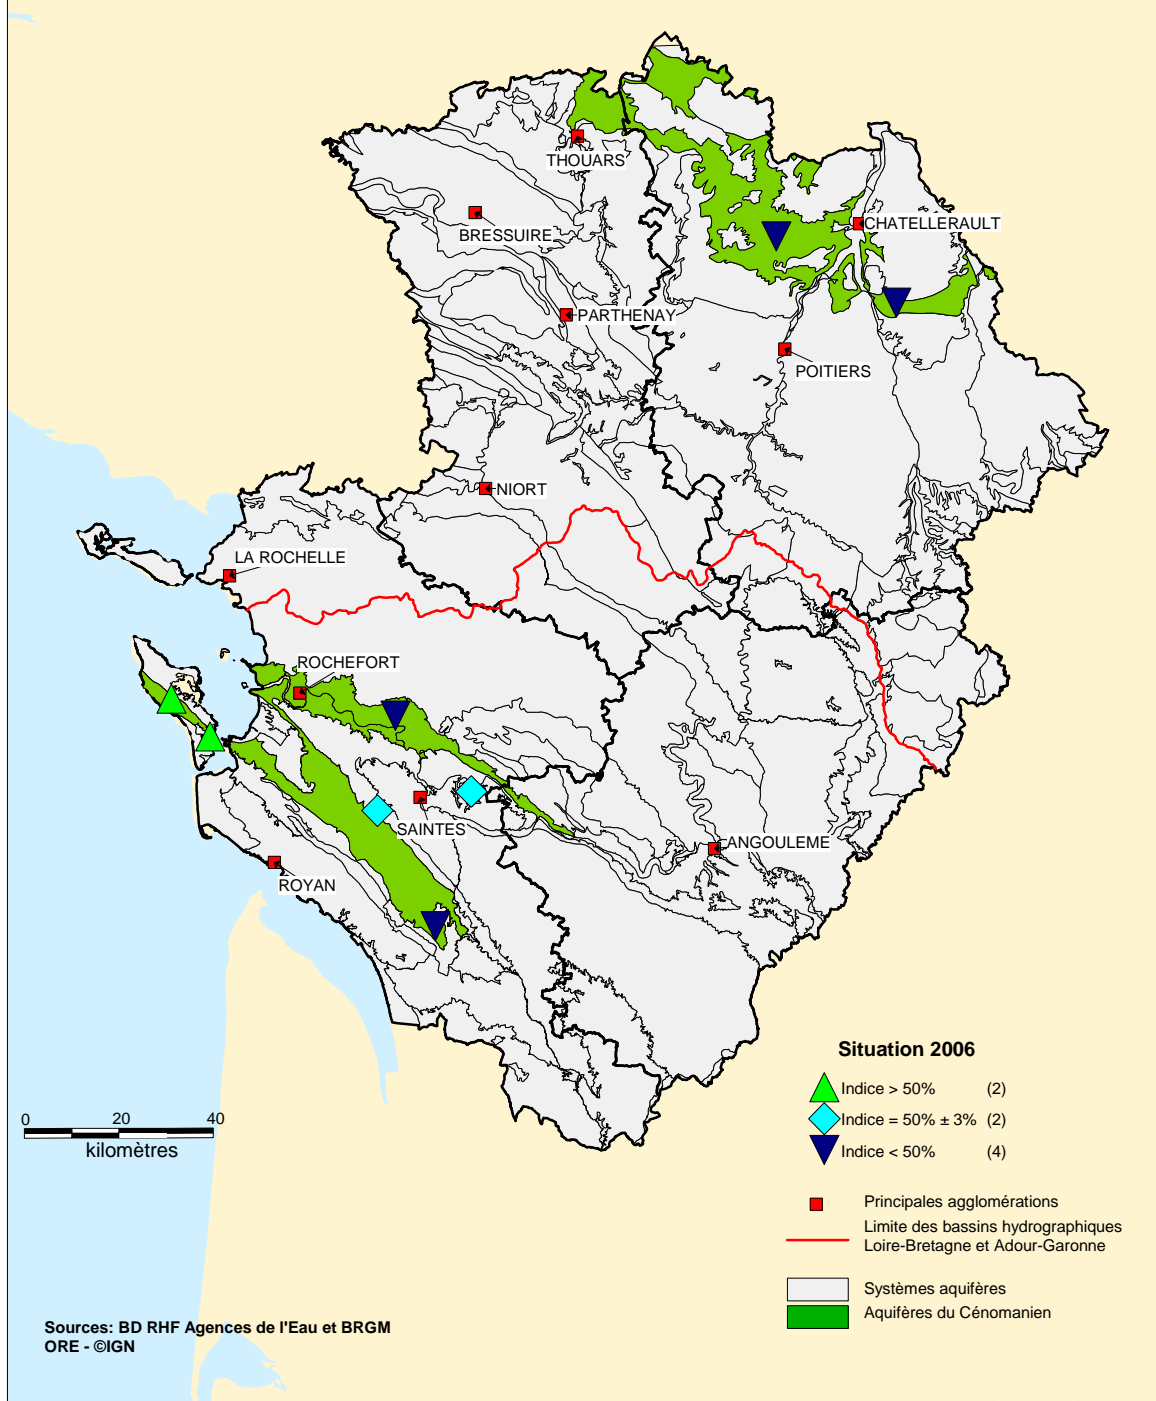 THOUARS
BRESSUIRE
CHATELLERAULT
PARTHENAY
POITIERS
NIORT
LA ROCHELLE
ROCHEFORT
SAINTES
ANGOULEME
ROYAN
Situation 2006
Indice > 50% (2)
Indice = 50% ± 3% (2)
Indice < 50% (4)
0 20 40
kilomètres
Principales agglomérations
Limite des bassins hydrographiques
Loire-Bretagne et Adour-Garonne
Systèmes aquifères
Aquifères du Cénomanien
Sources: BD RHF Agences de l'Eau et BRGM
ORE - ©IGN